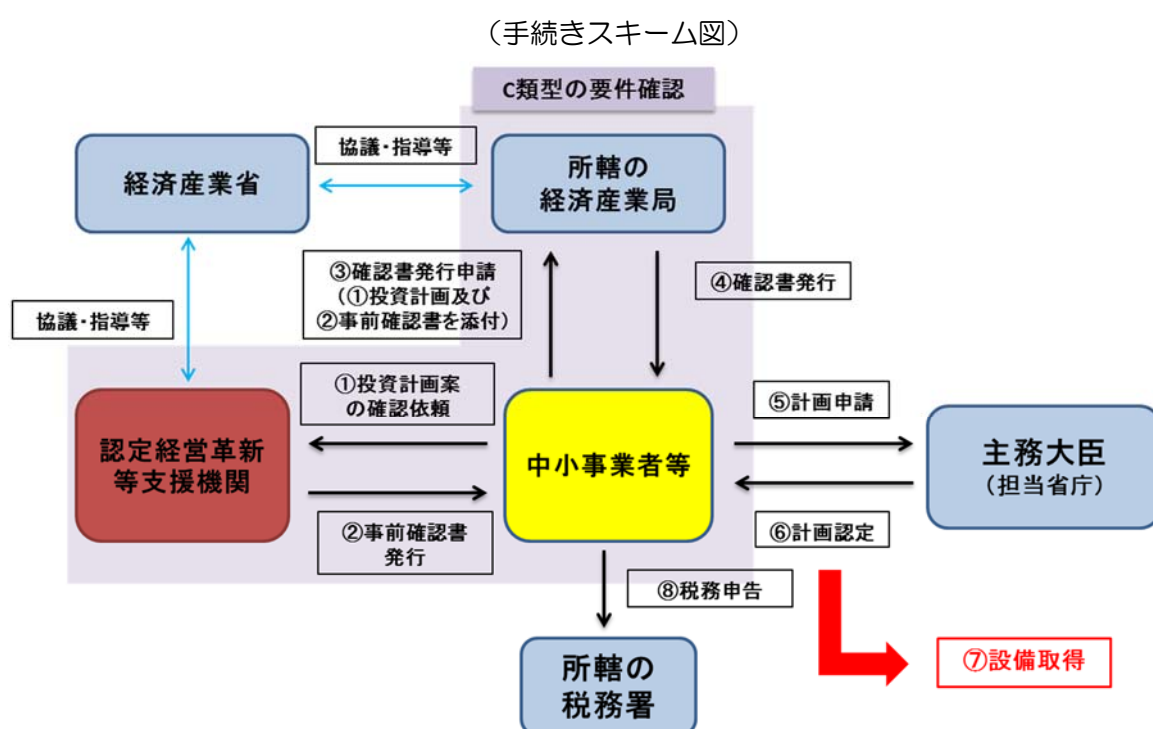 （手続きスキーム図）
C類型の要件確認
経済産業省
協議・指導等
所轄の
経済産業局
③確認書発行申請
（①投資計画及び
②事前確認書を添付）
④確認書発行
協議・指導等
①投資計画案
の確認依頼
⑤計画申請
認定経営革新
等支援機関
中小事業者等
主務大臣
（担当省庁）
②事前確認書
発行
⑥計画認定
⑧税務申告
所轄の
税務署
⑦設備取得